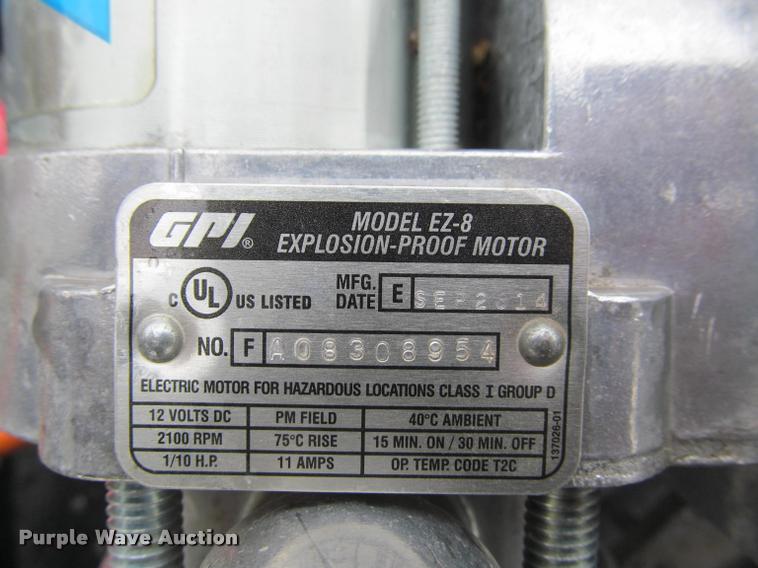 GPI®
MODEL EZ-8
EXPLOSION-PROOF MOTOR
C UL US LISTED
MFG. DATE E SEP2014
NO. F A08308954
ELECTRIC MOTOR FOR HAZARDOUS LOCATIONS CLASS I GROUP D
12 VOLTS DC PM FIELD 40°C AMBIENT
2100 RPM 75°C RISE 15 MIN. ON / 30 MIN. OFF
1/10 H.P. 11 AMPS OP. TEMP. CODE T2C
137026-01
Purple Wave Auction